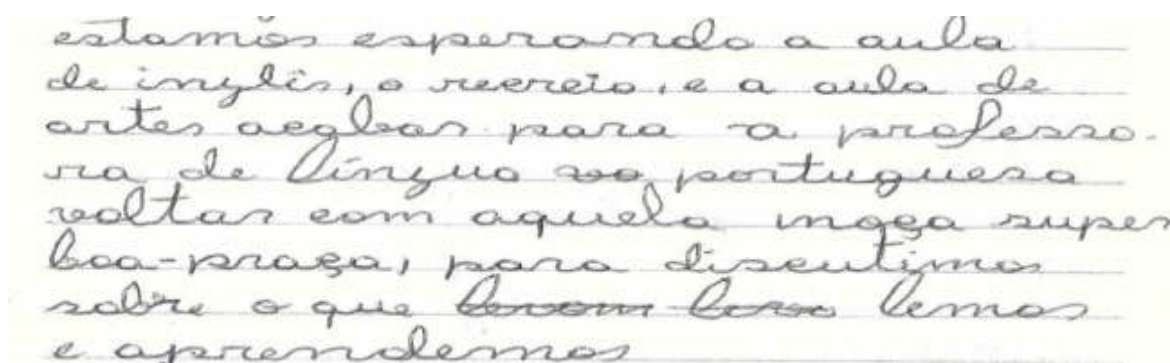 estamos esperando a aula
de inglês, o recreio, e a aula de
artes para a professo-
ra de língua portuguesa
voltar com aquela moça super
boa-praça, para discutimos
sobre o que lemos
e aprendemos